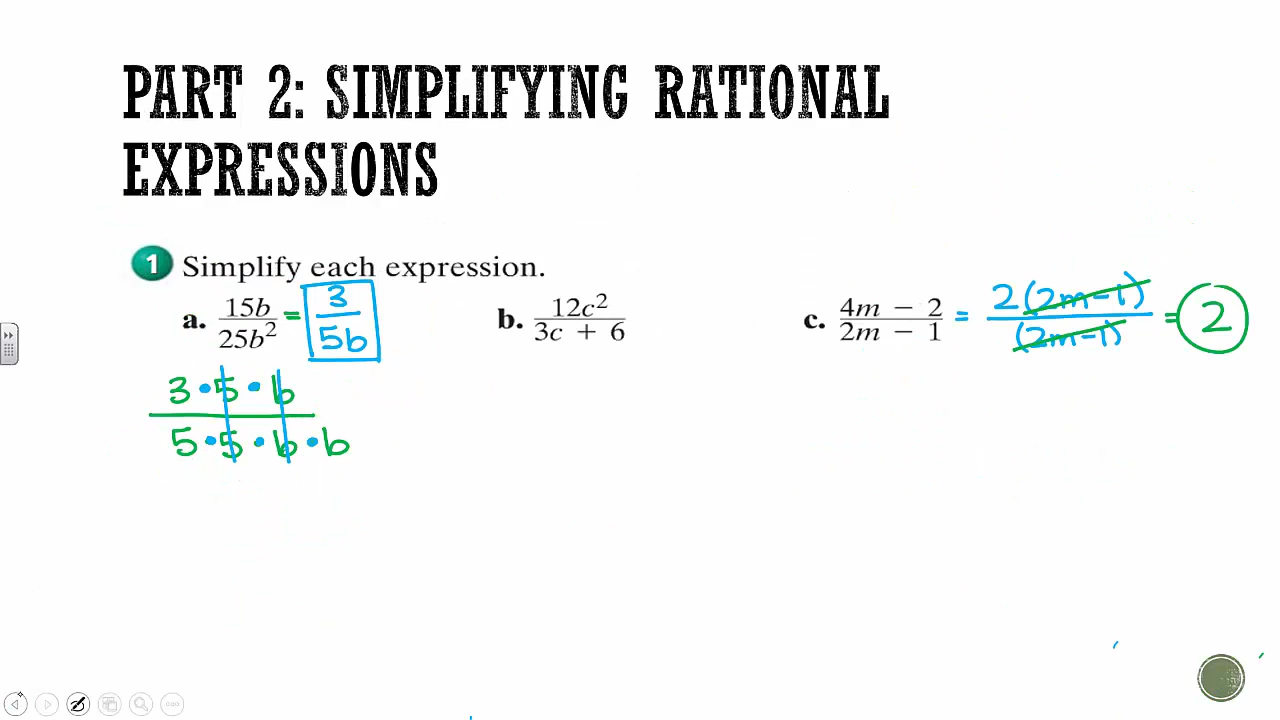 PART 2: SIMPLIFYING RATIONAL
EXPRESSIONS
1 Simplify each expression.
a. 15b/25b² = 3/5b
b. 12c²/3c + 6
c. 4m − 2/2m − 1 = 2(2m−1)/(2m−1) = 2
3 · 5 · b
5 · 5 · b · b